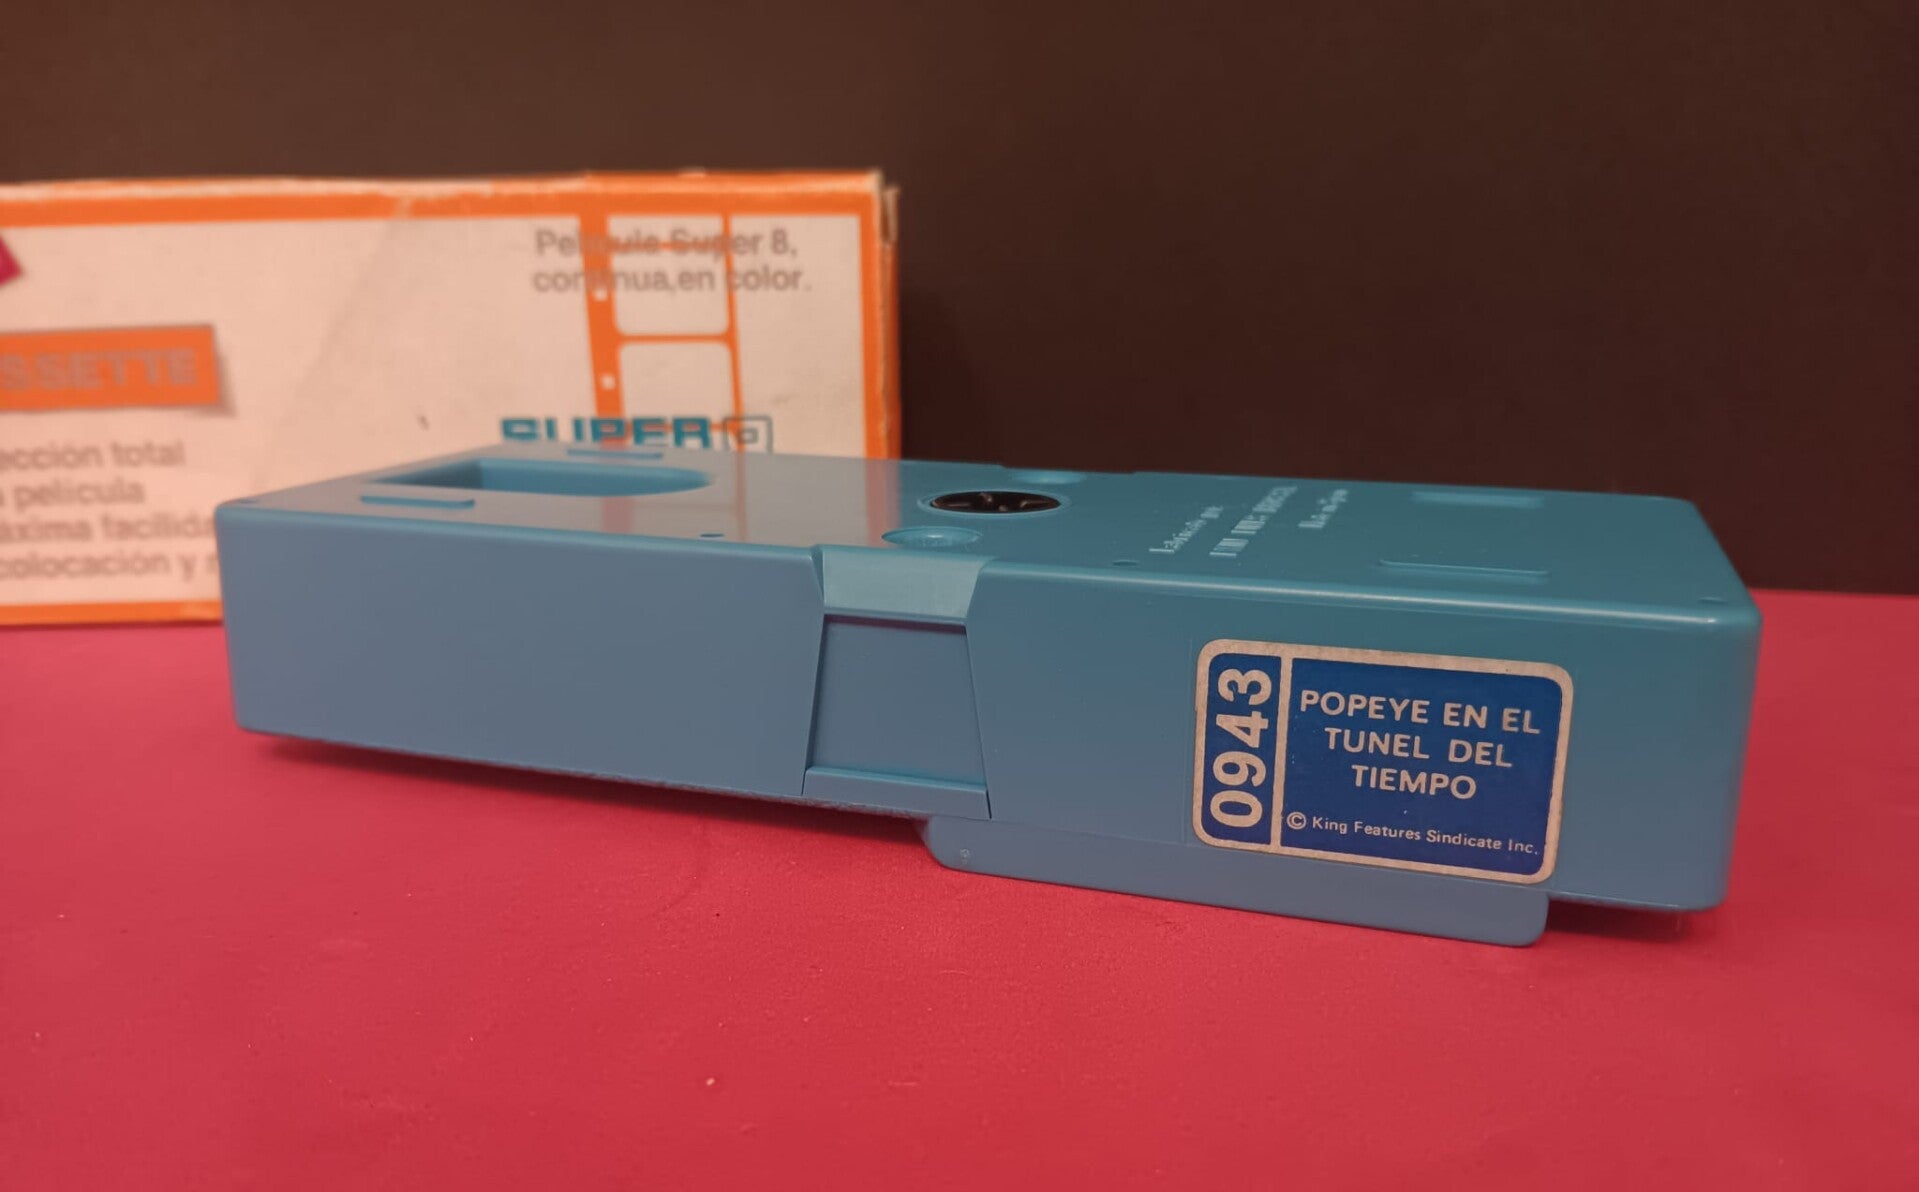 Película Super 8,
continua,en color.
SSETTE
SUPER 8
ección total
película
áxima facilid
colocación y
0943
POPEYE EN EL
TUNEL DEL
TIEMPO
© King Features Sindicate Inc.